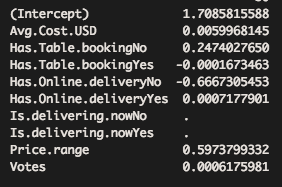 (Intercept) 1.7085815588
Avg.Cost.USD 0.0059968145
Has.Table.bookingNo 0.2474027650
Has.Table.bookingYes -0.0001673463
Has.Online.deliveryNo -0.6667305453
Has.Online.deliveryYes 0.0007177901
Is.delivering.nowNo .
Is.delivering.nowYes .
Price.range 0.5973799332
Votes 0.0006175981